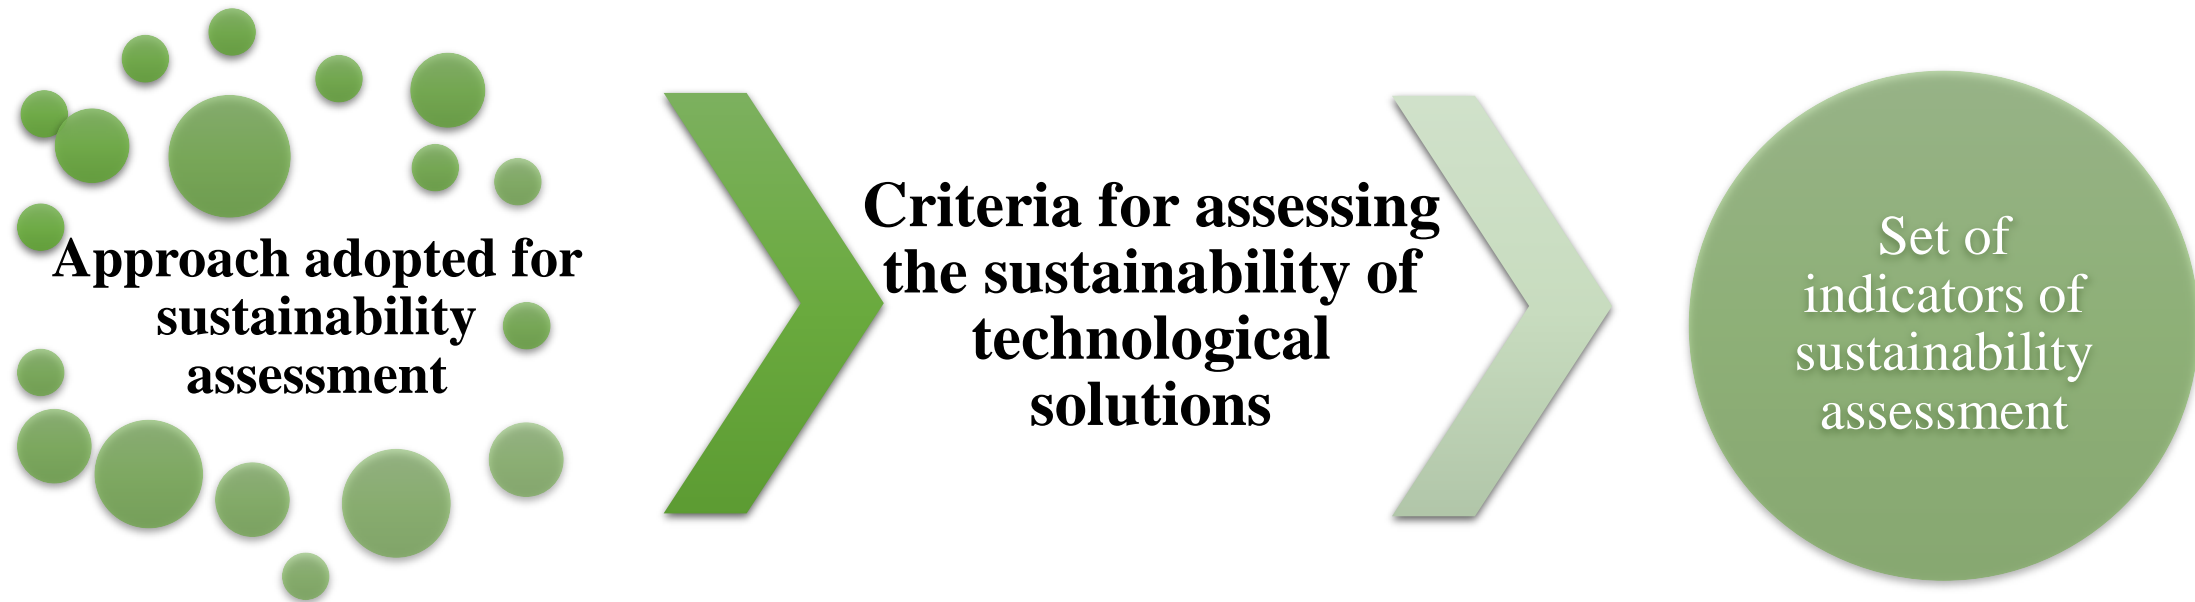 Approach adopted for
sustainability
assessment
Criteria for assessing
the sustainability of
technological
solutions
Set of
indicators of
sustainability
assessment